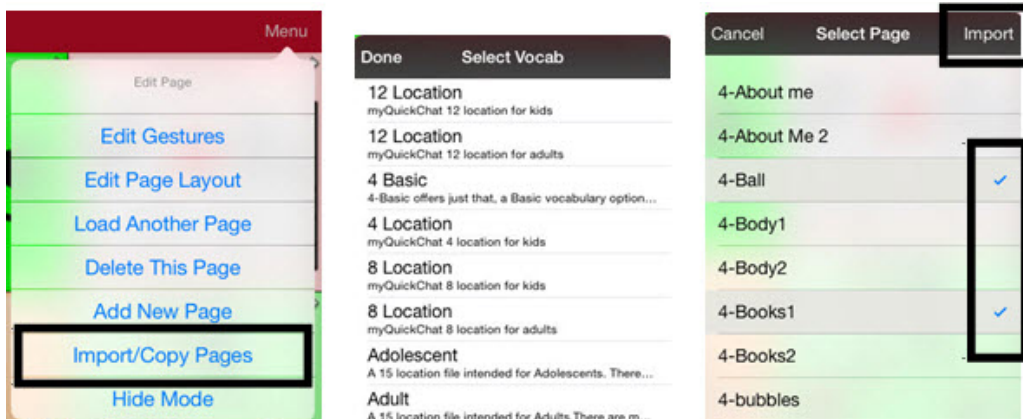 Menu
Edit Page
Edit Gestures
Edit Page Layout
Load Another Page
Delete This Page
Add New Page
Import/Copy Pages
Hide Mode
Done Select Vocab
12 Location
myQuickChat 12 location for kids
12 Location
myQuickChat 12 location for adults
4 Basic
4-Basic offers just that, a Basic vocabulary option...
4 Location
myQuickChat 4 location for kids
8 Location
myQuickChat 8 location for kids
8 Location
myQuickChat 8 location for adults
Adolescent
A 15 location file intended for Adolescents. There...
Adult
A 15 location file intended for Adults.There are m...
Cancel Select Page Import
4-About me
4-About Me 2
4-Ball
4-Body1
4-Body2
4-Books1
4-Books2
4-bubbles